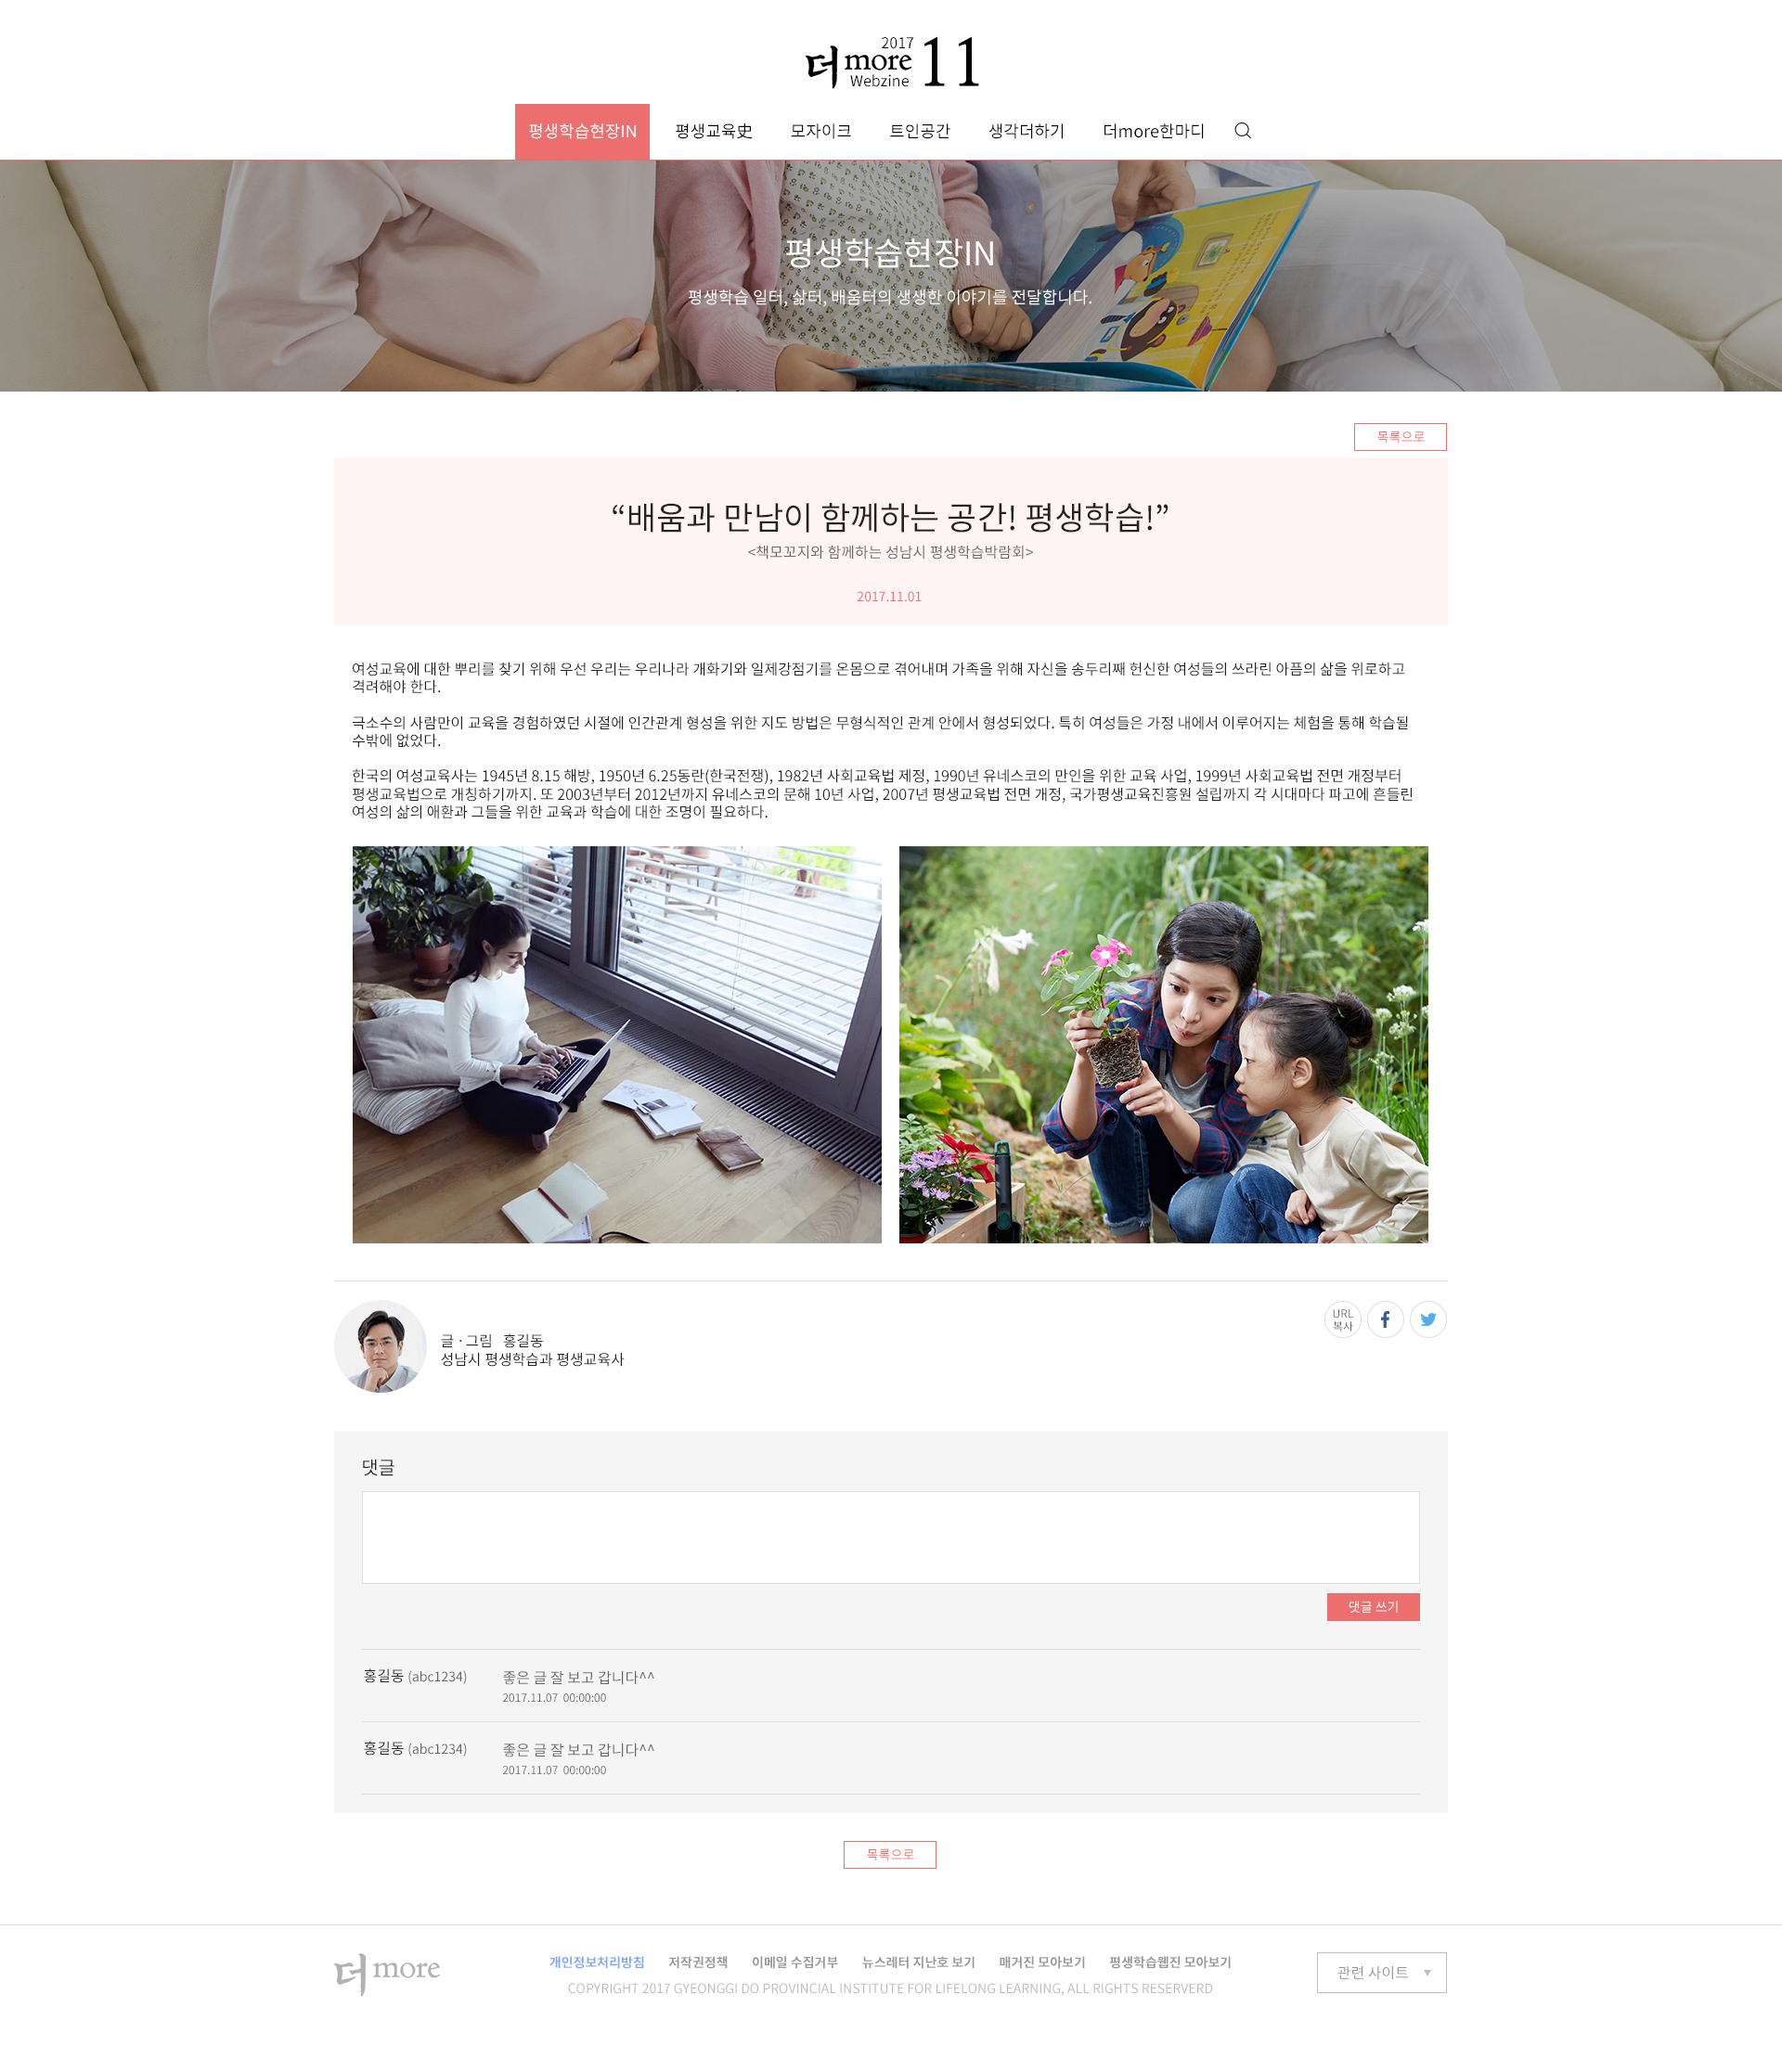 2017
더 more 11
Webzine
평생학습현장IN 평생교육史 모자이크 트인공간 생각더하기 더more한마디
평생학습현장IN
평생학습 일터, 삶터, 배움터의 생생한 이야기를 전달합니다.
목록으로
“배움과 만남이 함께하는 공간! 평생학습!”
<책모꼬지와 함께하는 성남시 평생학습박람회>
2017.11.01
여성교육에 대한 뿌리를 찾기 위해 우선 우리는 우리나라 개화기와 일제강점기를 온몸으로 겪어내며 가족을 위해 자신을 송두리째 헌신한 여성들의 쓰라린 아픔의 삶을 위로하고
격려해야 한다.
극소수의 사람만이 교육을 경험하였던 시절에 인간관계 형성을 위한 지도 방법은 무형식적인 관계 안에서 형성되었다. 특히 여성들은 가정 내에서 이루어지는 체험을 통해 학습될
수밖에 없었다.
한국의 여성교육사는 1945년 8.15 해방, 1950년 6.25동란(한국전쟁), 1982년 사회교육법 제정, 1990년 유네스코의 만인을 위한 교육 사업, 1999년 사회교육법 전면 개정부터
평생교육법으로 개칭하기까지. 또 2003년부터 2012년까지 유네스코의 문해 10년 사업, 2007년 평생교육법 전면 개정, 국가평생교육진흥원 설립까지 각 시대마다 파고에 흔들린
여성의 삶의 애환과 그들을 위한 교육과 학습에 대한 조명이 필요하다.
URL
복사
글 · 그림 홍길동
성남시 평생학습과 평생교육사
댓글
댓글 쓰기
홍길동 (abc1234) 좋은 글 잘 보고 갑니다^^
2017.11.07 00:00:00
홍길동 (abc1234) 좋은 글 잘 보고 갑니다^^
2017.11.07 00:00:00
목록으로
더 more
개인정보처리방침 저작권정책 이메일 수집거부 뉴스레터 지난호 보기 매거진 모아보기 평생학습웹진 모아보기
COPYRIGHT 2017 GYEONGGI DO PROVINCIAL INSTITUTE FOR LIFELONG LEARNING, ALL RIGHTS RESERVERD
관련 사이트